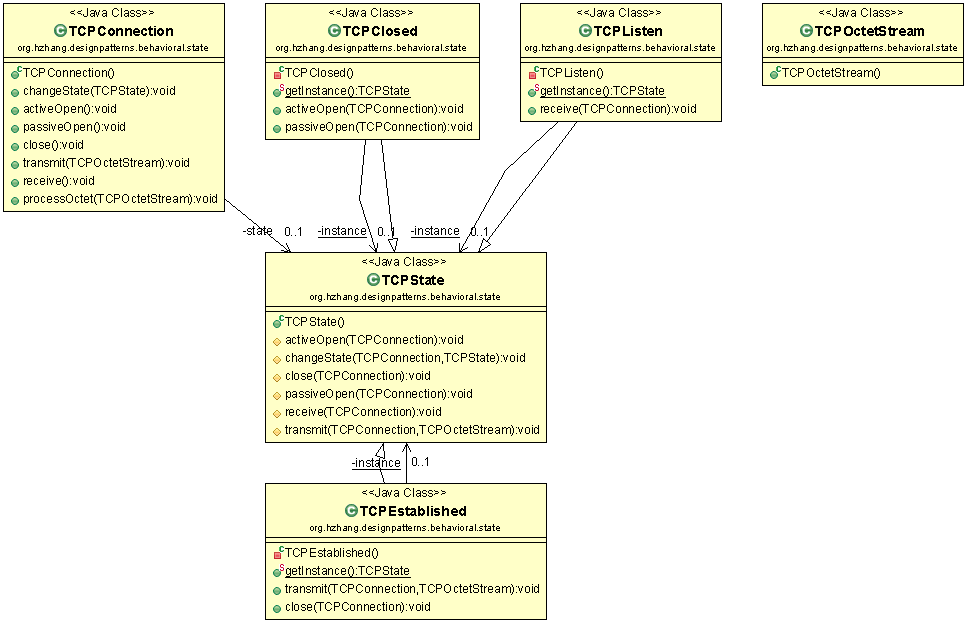 <<Java Class>>
TCPConnection
org.hzhang.designpatterns.behavioral.state
TCPConnection()
changeState(TCPState):void
activeOpen():void
passiveOpen():void
close():void
transmit(TCPOctetStream):void
receive():void
processOctet(TCPOctetStream):void
<<Java Class>>
TCPClosed
org.hzhang.designpatterns.behavioral.state
TCPClosed()
getInstance():TCPState
activeOpen(TCPConnection):void
passiveOpen(TCPConnection):void
<<Java Class>>
TCPListen
org.hzhang.designpatterns.behavioral.state
TCPListen()
getInstance():TCPState
receive(TCPConnection):void
<<Java Class>>
TCPOctetStream
org.hzhang.designpatterns.behavioral.state
TCPOctetStream()
-state 0..1
-instance 0..1
-instance 0..1
<<Java Class>>
TCPState
org.hzhang.designpatterns.behavioral.state
TCPState()
activeOpen(TCPConnection):void
changeState(TCPConnection,TCPState):void
close(TCPConnection):void
passiveOpen(TCPConnection):void
receive(TCPConnection):void
transmit(TCPConnection,TCPOctetStream):void
-instance 0..1
<<Java Class>>
TCPEstablished
org.hzhang.designpatterns.behavioral.state
TCPEstablished()
getInstance():TCPState
transmit(TCPConnection,TCPOctetStream):void
close(TCPConnection):void